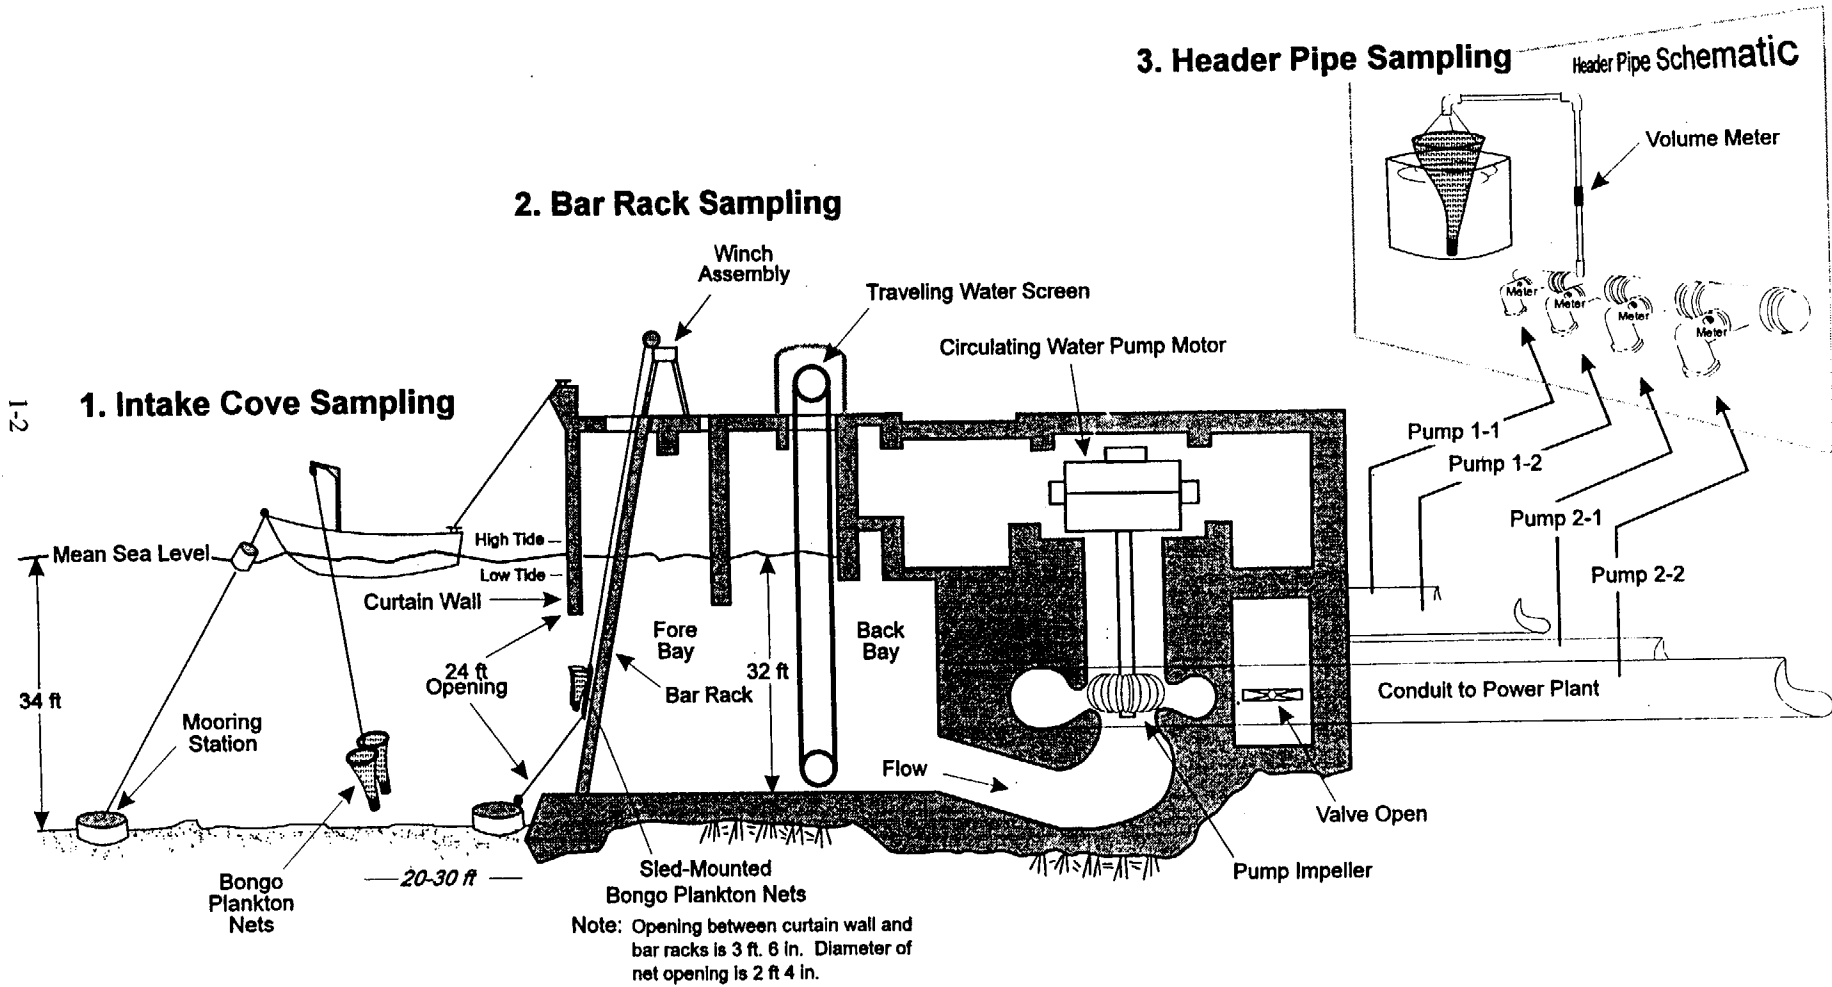 3. Header Pipe Sampling
Header Pipe Schematic
Volume Meter
Meter
Meter
Meter
Meter
2. Bar Rack Sampling
Winch
Assembly
Traveling Water Screen
Circulating Water Pump Motor
1-2
1. Intake Cove Sampling
Pump 1-1
Pump 1-2
Pump 2-1
Pump 2-2
High Tide
Mean Sea Level
Low Tide
Curtain Wall
Fore
Bay
Back
Bay
24 ft
Opening
32 ft
Bar Rack
34 ft
Conduit to Power Plant
Mooring
Station
Flow
Valve Open
Pump Impeller
20-30 ft
Bongo
Plankton
Nets
Sled-Mounted
Bongo Plankton Nets
Note: Opening between curtain wall and
bar racks is 3 ft. 6 in. Diameter of
net opening is 2 ft 4 in.